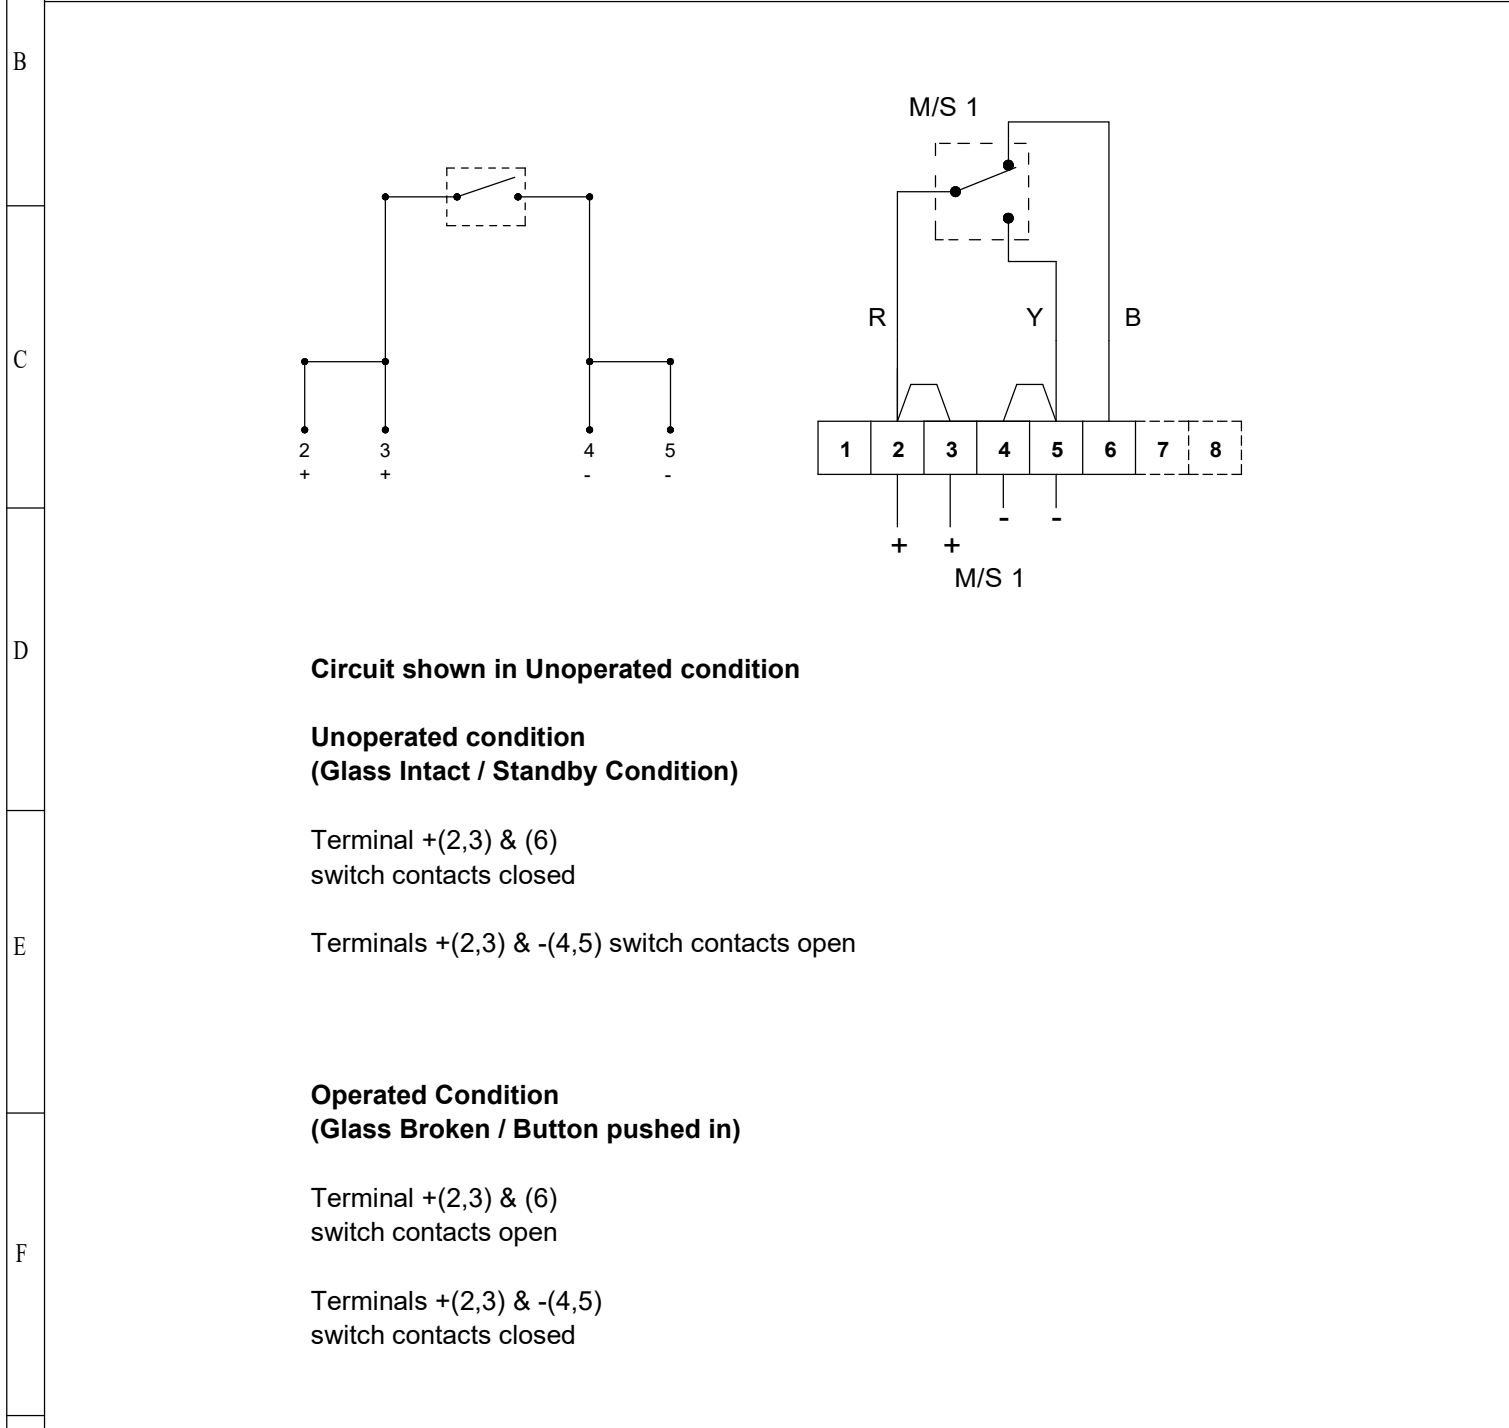 B
C
D
E
F
2
+
3
+
4
-
5
-
M/S 1
R
Y
B
1 2 3 4 5 6 7 8
+ + - -
M/S 1
Circuit shown in Unoperated condition
Unoperated condition
(Glass Intact / Standby Condition)
Terminal +(2,3) & (6)
switch contacts closed
Terminals +(2,3) & -(4,5) switch contacts open
Operated Condition
(Glass Broken / Button pushed in)
Terminal +(2,3) & (6)
switch contacts open
Terminals +(2,3) & -(4,5)
switch contacts closed